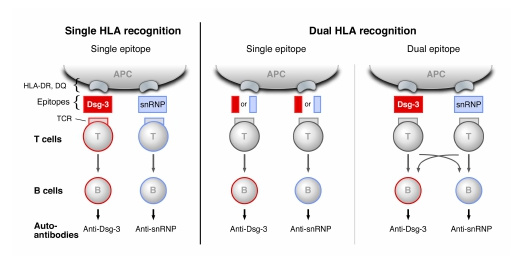 Single HLA recognition
Dual HLA recognition
Single epitope
Single epitope
Dual epitope
APC
APC
APC
HLA-DR, DQ
Epitopes
Dsg-3
snRNP
or
or
Dsg-3
snRNP
TCR
T cells
T
T
T
T
T
T
B cells
B
B
B
B
B
B
Auto-
antibodies
Anti-Dsg-3
Anti-snRNP
Anti-Dsg-3
Anti-snRNP
Anti-Dsg-3
Anti-snRNP